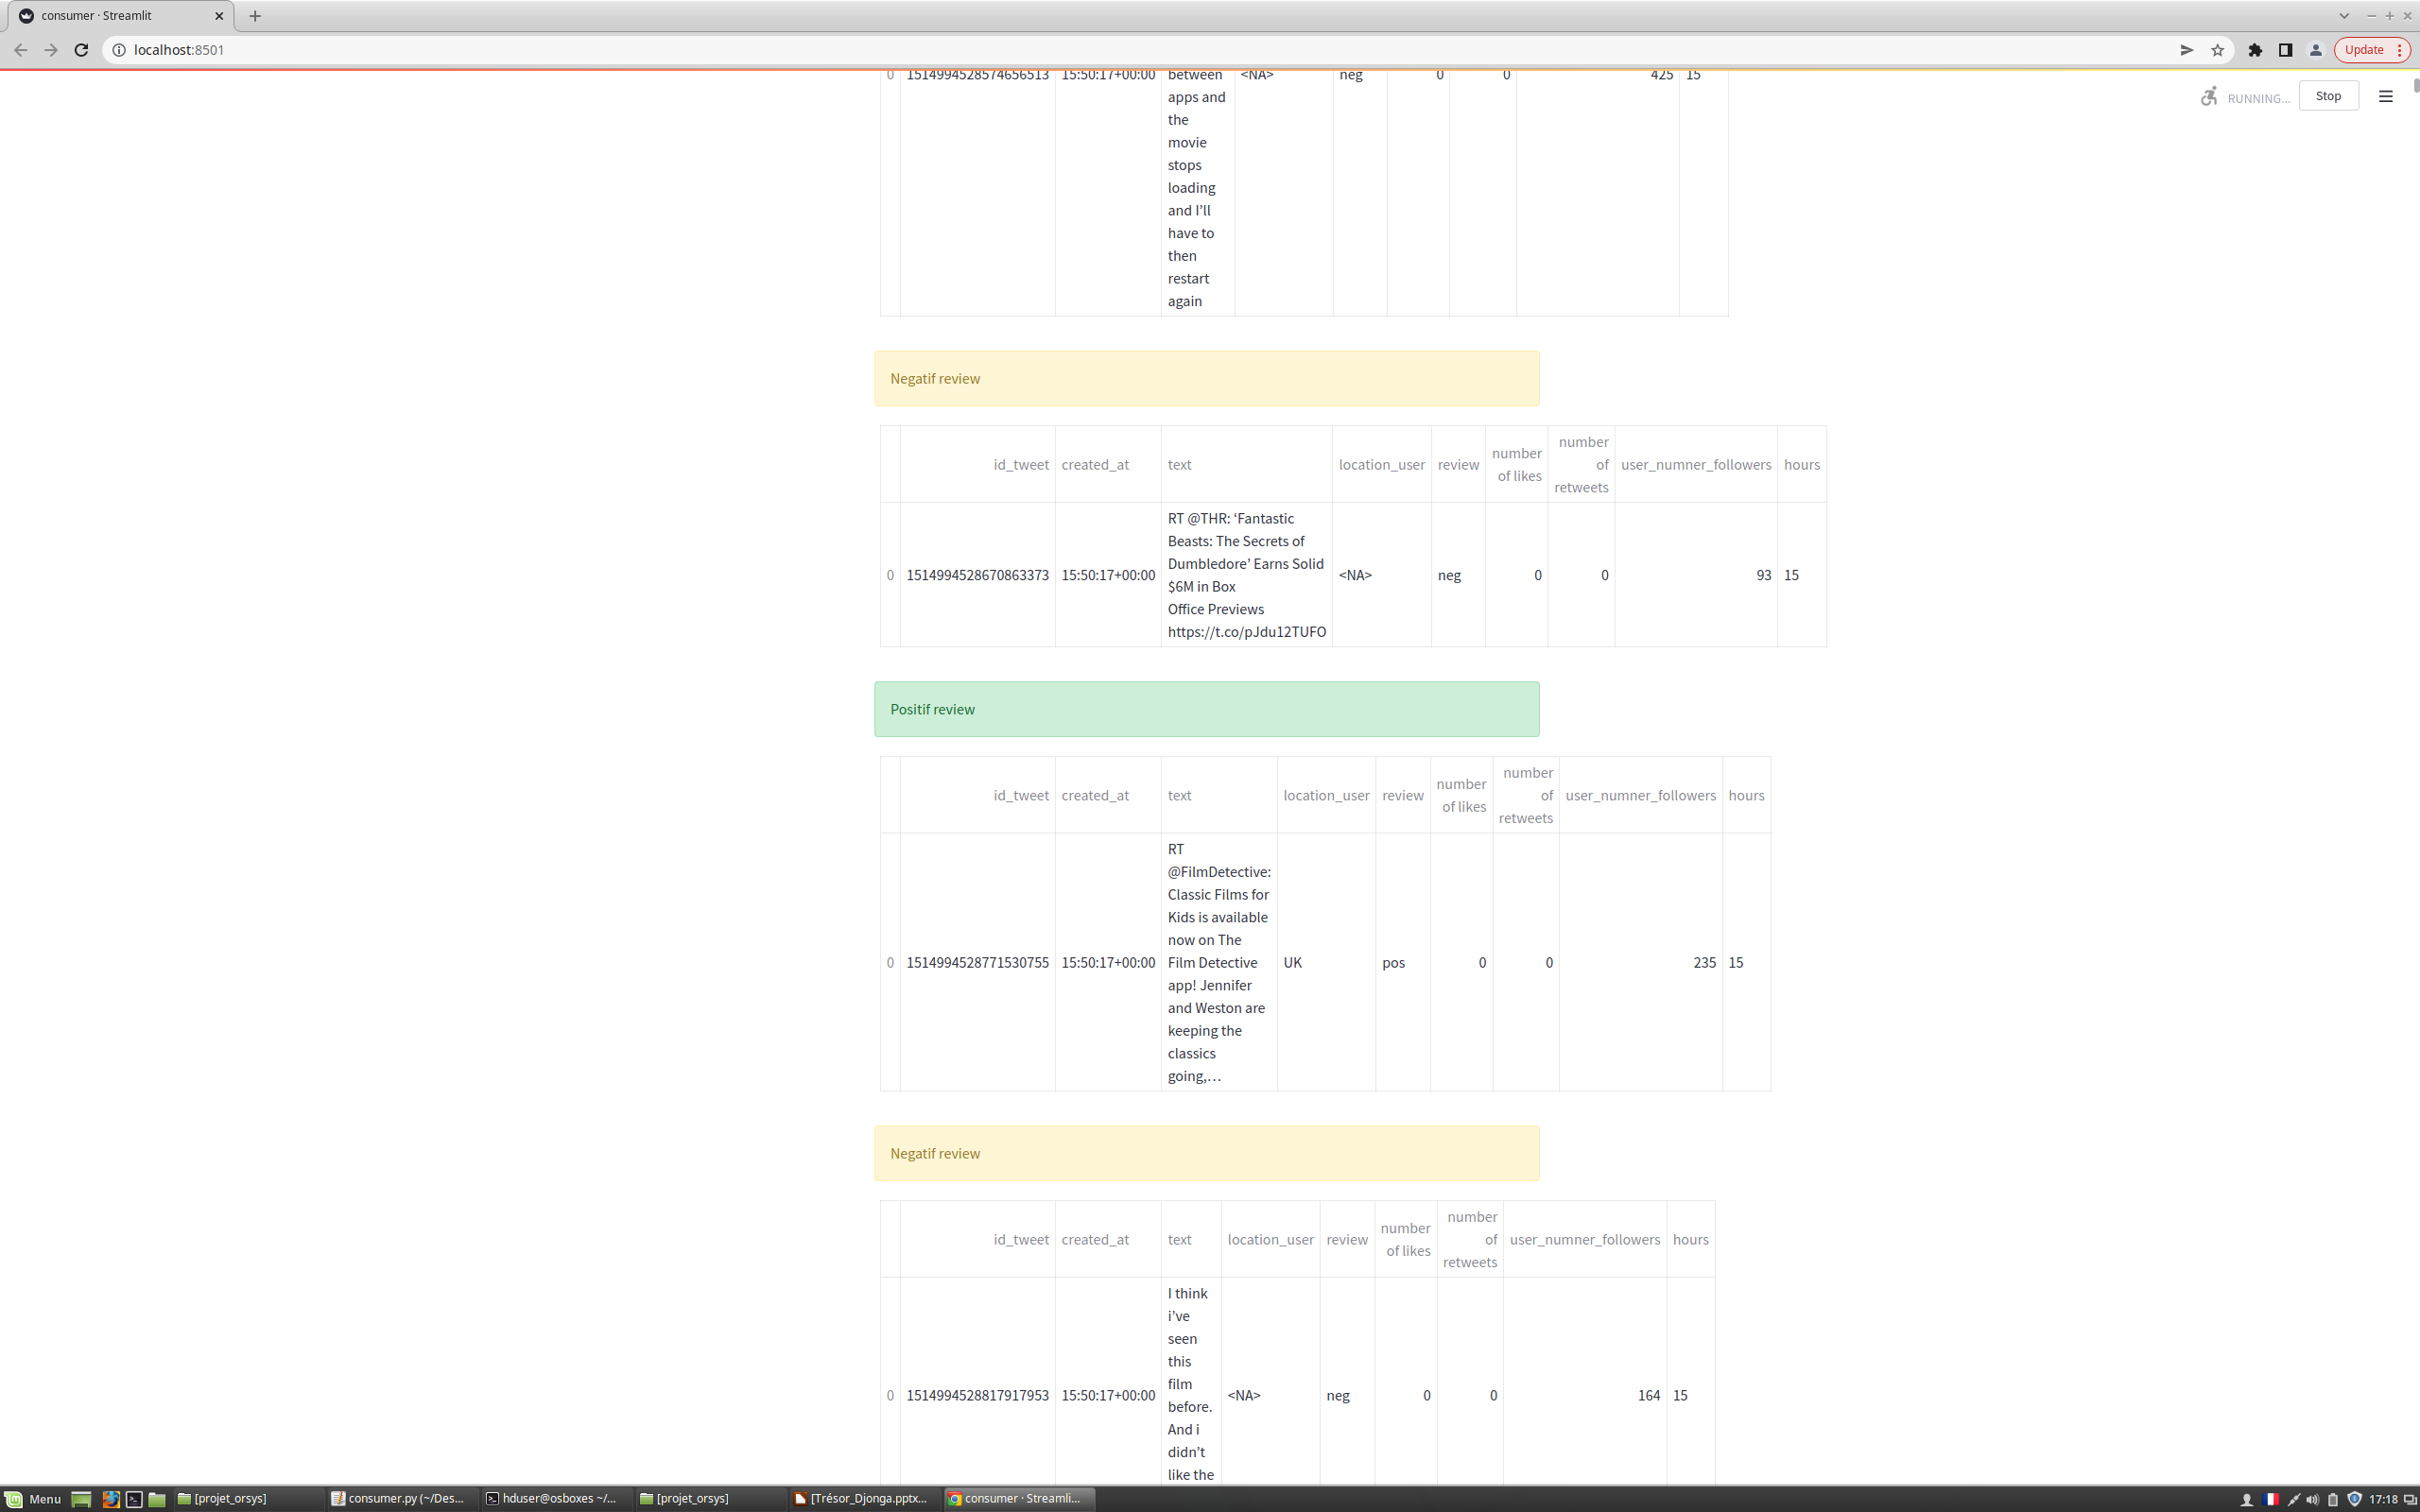 consumer · Streamlit
localhost:8501
Update
RUNNING...
Stop
0 1514994528574656513 15:50:17+00:00 between <NA> neg 0 0 425 15
apps and
the
movie
stops
loading
and I’ll
have to
then
restart
again
Negatif review
id_tweet created_at text location_user review number of likes number of retweets user_numner_followers hours
0 1514994528670863373 15:50:17+00:00
RT @THR: ‘Fantastic
Beasts: The Secrets of
Dumbledore’ Earns Solid
$6M in Box
Office Previews
https://t.co/pJdu12TUFO
<NA> neg 0 0 93 15
Positif review
id_tweet created_at text location_user review number of likes number of retweets user_numner_followers hours
0 1514994528771530755 15:50:17+00:00
RT
@FilmDetective:
Classic Films for
Kids is available
now on The
Film Detective
app! Jennifer
and Weston are
keeping the
classics
going,…
UK pos 0 0 235 15
Negatif review
id_tweet created_at text location_user review number of likes number of retweets user_numner_followers hours
0 1514994528817917953 15:50:17+00:00
I think
i’ve
seen
this
film
before.
And i
didn’t
like the
<NA> neg 0 0 164 15
Menu [projet_orsys] consumer.py (~/Des... hduser@osboxes ~/... [projet_orsys] [Trésor_Djonga.pptx... consumer · Streamli... 17:18